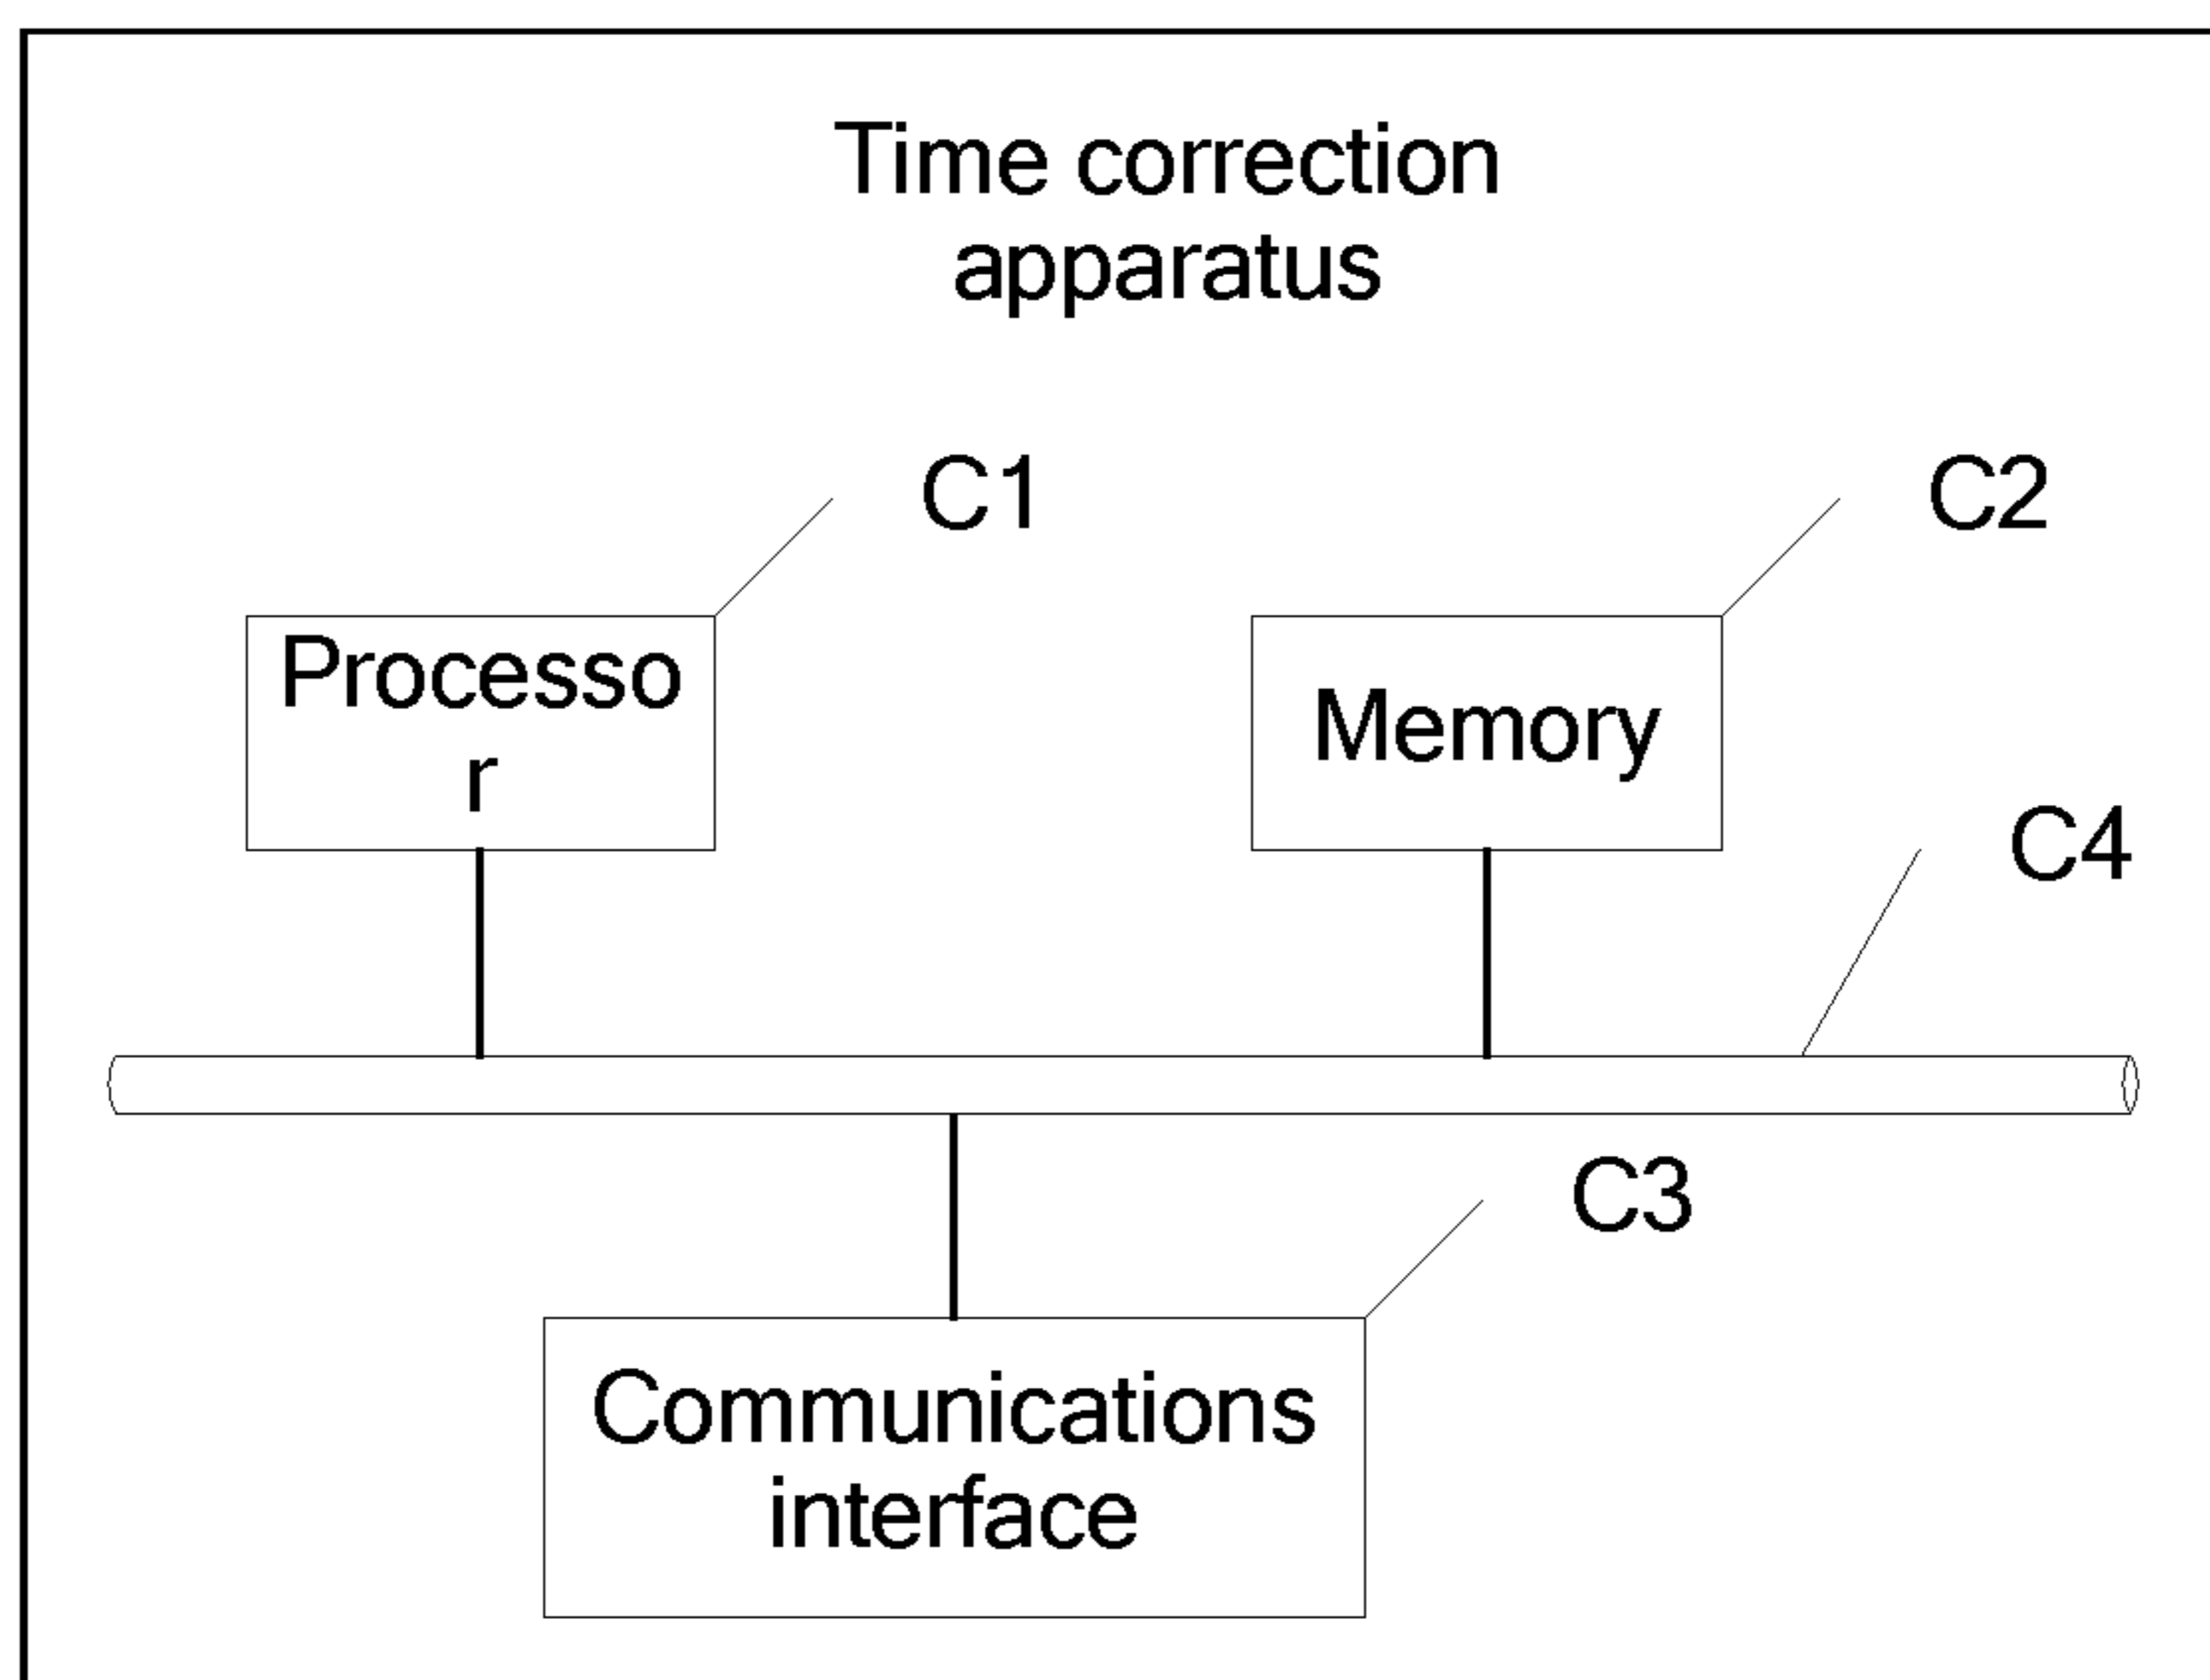 Time correction
apparatus
C1
C2
Processo
r
Memory
C4
C3
Communications
interface